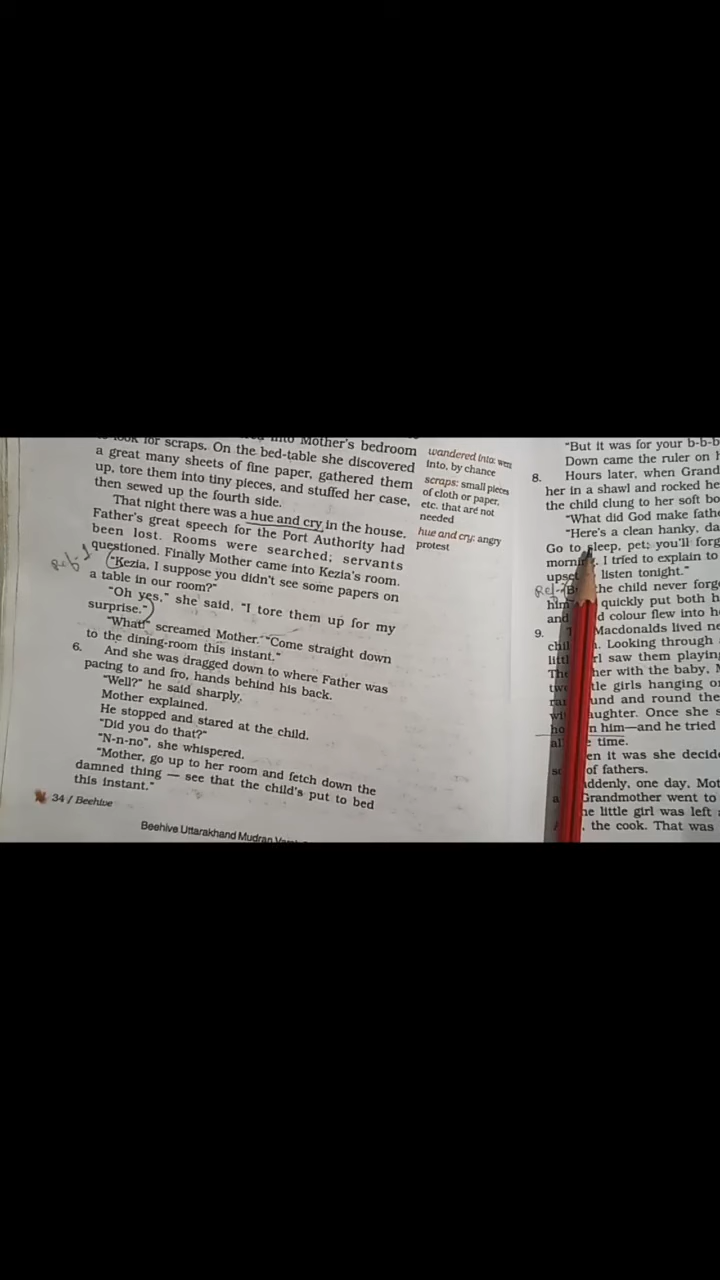 to look for scraps. On the bed-table she discovered
a great many sheets of fine paper, gathered them
up, tore them into tiny pieces, and stuffed her case,
then sewed up the fourth side.
That night there was a hue and cry in the house.
Father's great speech for the Port Authority had
been lost. Rooms were searched; servants
questioned. Finally Mother came into Kezia's room.
"Kezia, I suppose you didn't see some papers on
a table in our room?"
"Oh yes," she said, "I tore them up for my
surprise."
"What!" screamed Mother. "Come straight down
to the dining-room this instant."
6. And she was dragged down to where Father was
pacing to and fro, hands behind his back.
"Well?" he said sharply.
Mother explained.
He stopped and stared at the child.
"Did you do that?"
"N-n-no", she whispered.
"Mother, go up to her room and fetch down the
damned thing — see that the child's put to bed
this instant."
34 / Beehive
Beehive Uttarakhand Mudran
into Mother's bedroom
wandered into: went
into, by chance
scraps: small pieces
of cloth or paper,
etc. that are not
needed
hue and cry: angry
protest
"But it was for your b-b-b
Down came the ruler on
8. Hours later, when Grand
her in a shawl and rocked he
the child clung to her soft bo
"What did God make fathe
"Here's a clean hanky, da
Go to sleep, pet; you'll forg
morning. I tried to explain to
listen tonight."
the child never forg
him quickly put both h
and colour flew into h
9. Macdonalds lived ne
Looking through
saw them playing
her with the baby,
girls hanging o
und and round the
aughter. Once she s
him—and he tried
time.
en it was she decid
of fathers.
ddenly, one day, Mot
Grandmother went to
he little girl was left
, the cook. That was